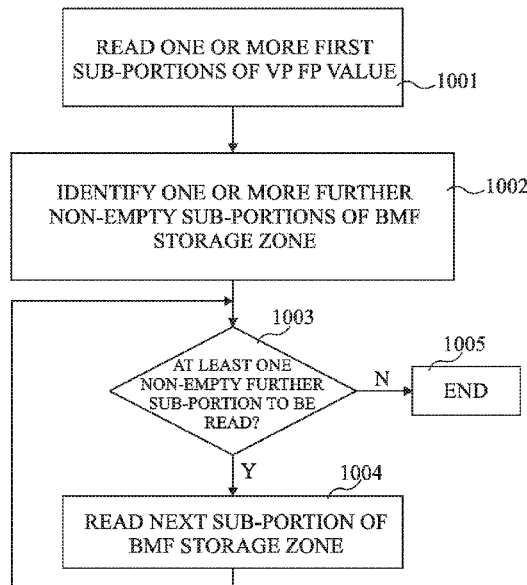 READ ONE OR MORE FIRST
SUB-PORTIONS OF VP FP VALUE
1001
IDENTIFY ONE OR MORE FURTHER
NON-EMPTY SUB-PORTIONS OF BMF
STORAGE ZONE
1002
1003
AT LEAST ONE
NON-EMPTY FURTHER
SUB-PORTION TO BE
READ?
N
1005
END
Y
1004
READ NEXT SUB-PORTION OF
BMF STORAGE ZONE